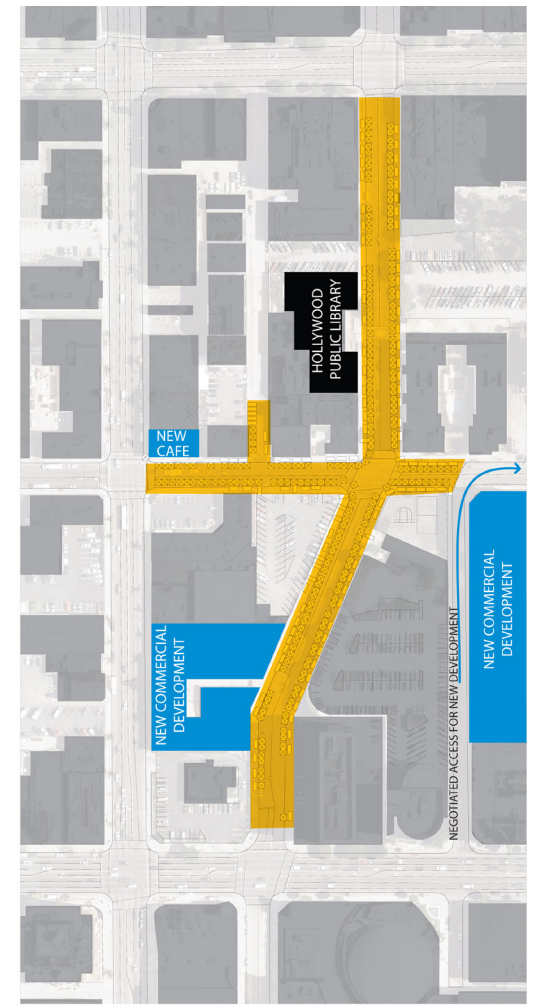 HOLLYWOOD
PUBLIC LIBRARY
NEW
CAFE
NEW COMMERCIAL
DEVELOPMENT
NEGOTIATED ACCESS FOR NEW DEVELOPMENT
NEW COMMERCIAL
DEVELOPMENT